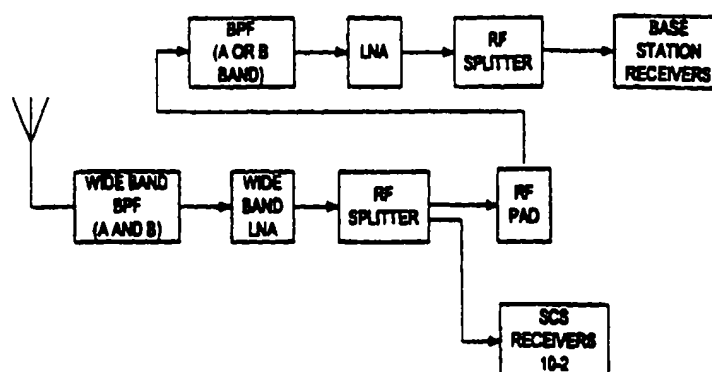 BPF
(A OR B
BAND)
LNA
RF
SPLITTER
BASE
STATION
RECEIVERS
WIDE BAND
BPF
(A AND B)
WIDE
BAND
LNA
RF
SPLITTER
RF
PAD
SCS
RECEIVERS
10-2